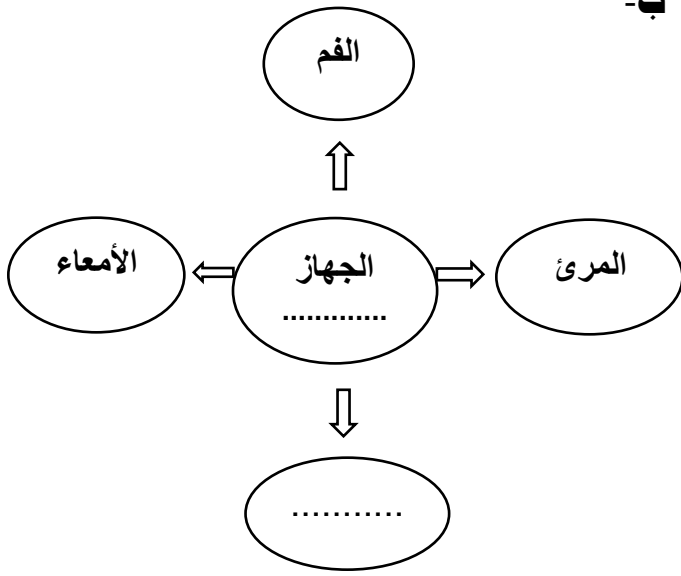 ب-
الفم
المرئ
الجهاز
.............
الأمعاء
...........